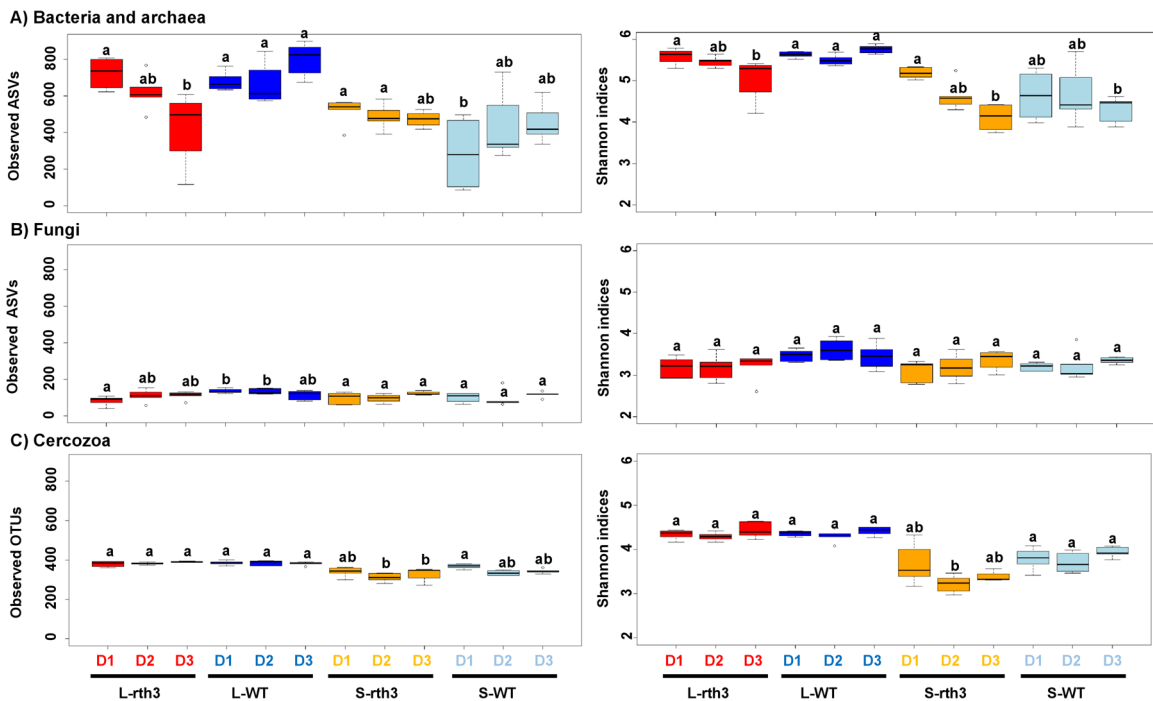 A) Bacteria and archaea
Observed ASVs
0 200 400 600 800
a ab b a a a a a a b ab ab
Shannon indices
2 3 4 5 6
a ab b a a a a ab b ab ab b
B) Fungi
Observed ASVs
0 200 400 600 800
a ab ab b b ab a a a a a a
Shannon indices
2 3 4 5 6
a a a a a a a a a a a a
C) Cercozoa
Observed OTUs
0 200 400 600 800
a a a a a a ab b b a ab ab
Shannon indices
2 3 4 5 6
a a a a a a ab b ab a a a
D1 D2 D3 D1 D2 D3 D1 D2 D3 D1 D2 D3
L-rth3 L-WT S-rth3 S-WT
D1 D2 D3 D1 D2 D3 D1 D2 D3 D1 D2 D3
L-rth3 L-WT S-rth3 S-WT